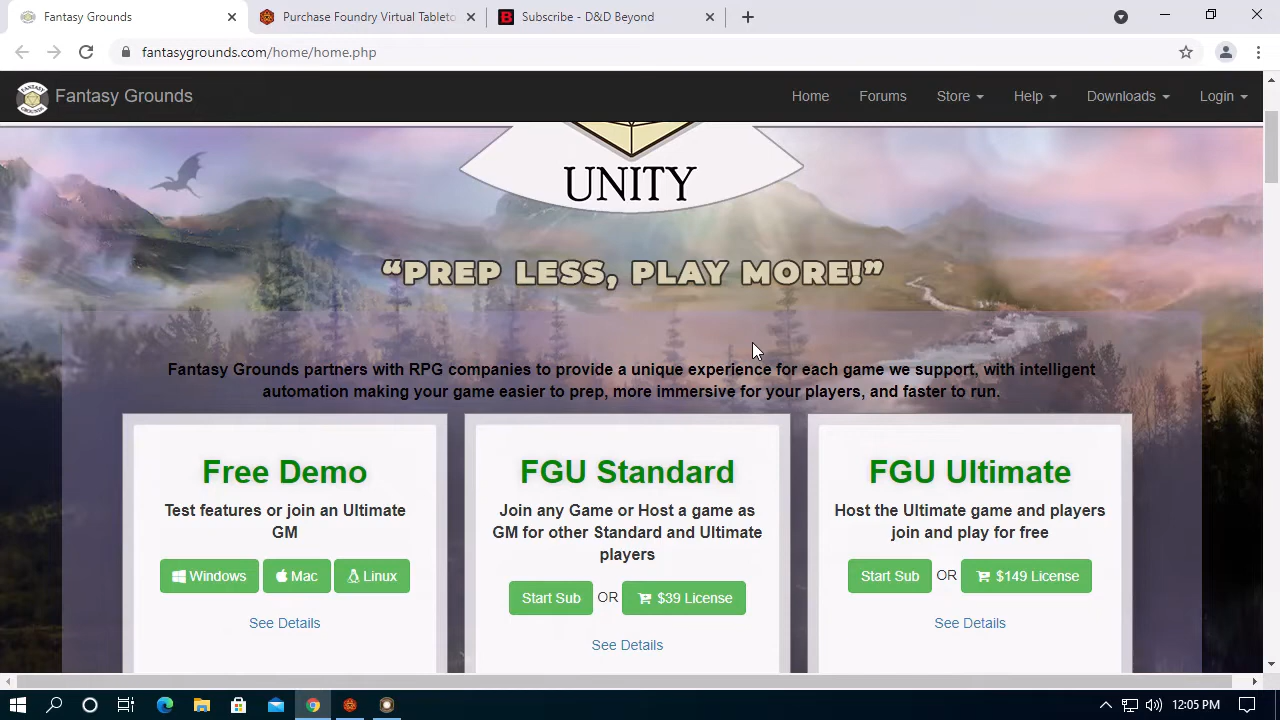 Fantasy Grounds
Purchase Foundry Virtual Tableto
Subscribe - D&D Beyond
fantasygrounds.com/home/home.php
Fantasy Grounds
Home
Forums
Store
Help
Downloads
Login
UNITY
“PREP LESS, PLAY MORE!”
Fantasy Grounds partners with RPG companies to provide a unique experience for each game we support, with intelligent
automation making your game easier to prep, more immersive for your players, and faster to run.
Free Demo
Test features or join an Ultimate
GM
Windows
Mac
Linux
See Details
FGU Standard
Join any Game or Host a game as
GM for other Standard and Ultimate
players
Start Sub OR $39 License
See Details
FGU Ultimate
Host the Ultimate game and players
join and play for free
Start Sub OR $149 License
See Details
12:05 PM